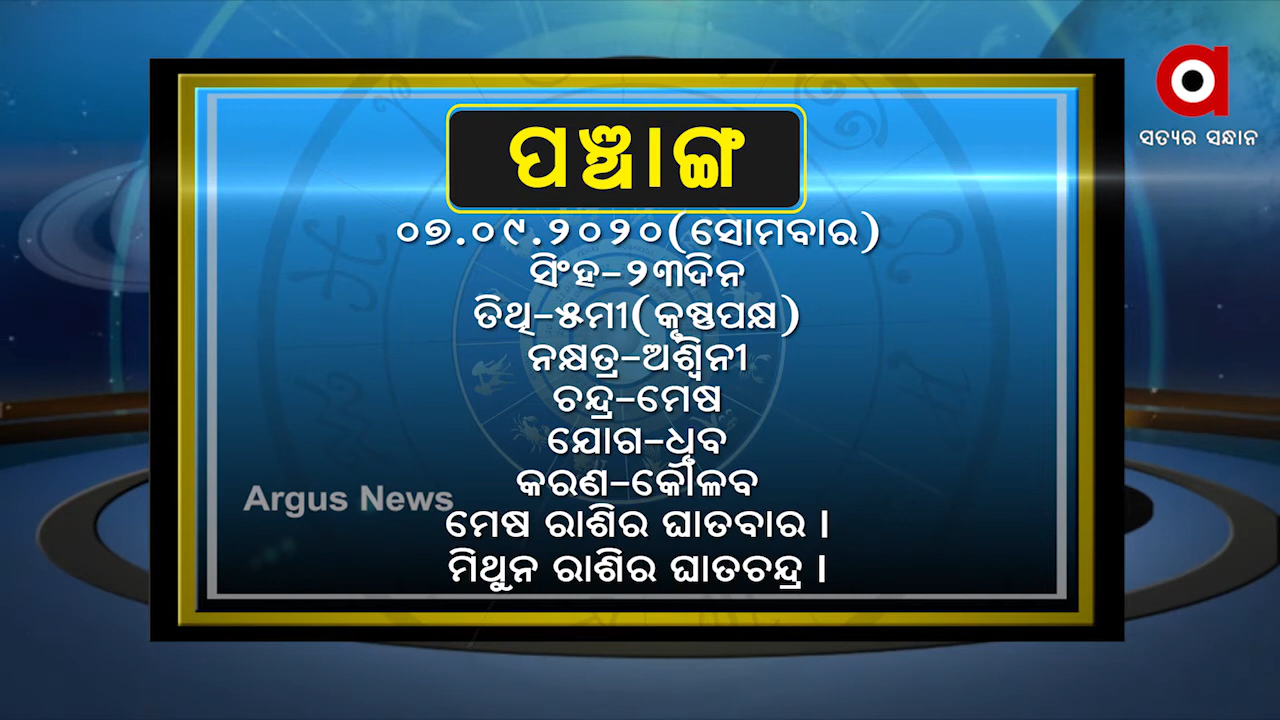 ପଞ୍ଚାଙ୍ଗ
ସତ୍ୟର ସନ୍ଧାନ
୦୭.୦୯.୨୦୨୦(ସୋମବାର)
ସିଂହ-୨୩ଦିନ
ତିଥି-୫ମୀ(କୃଷ୍ଣପକ୍ଷ)
ନକ୍ଷତ୍ର-ଅଶ୍ୱିନୀ
ଚନ୍ଦ୍ର-ମେଷ
ଯୋଗ-ଧୃବ
କରଣ-କୌଳବ
Argus News
ମେଷ ରାଶିର ଘାତବାର ।
ମିଥୁନ ରାଶିର ଘାତଚନ୍ଦ୍ର ।